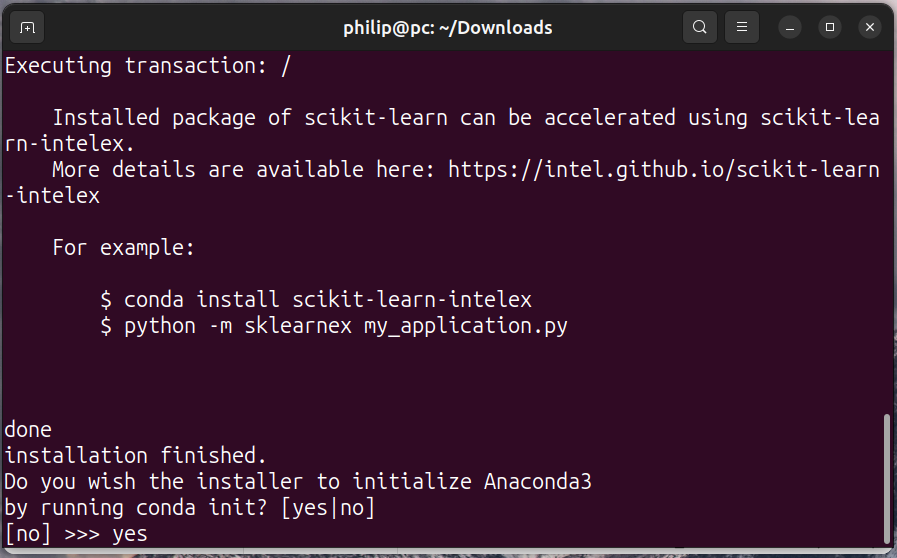 philip@pc: ~/Downloads
Executing transaction: /
Installed package of scikit-learn can be accelerated using scikit-lea
rn-intelex.
More details are available here: https://intel.github.io/scikit-learn
-intelex
For example:
$ conda install scikit-learn-intelex
$ python -m sklearnex my_application.py
done
installation finished.
Do you wish the installer to initialize Anaconda3
by running conda init? [yes|no]
[no] >>> yes